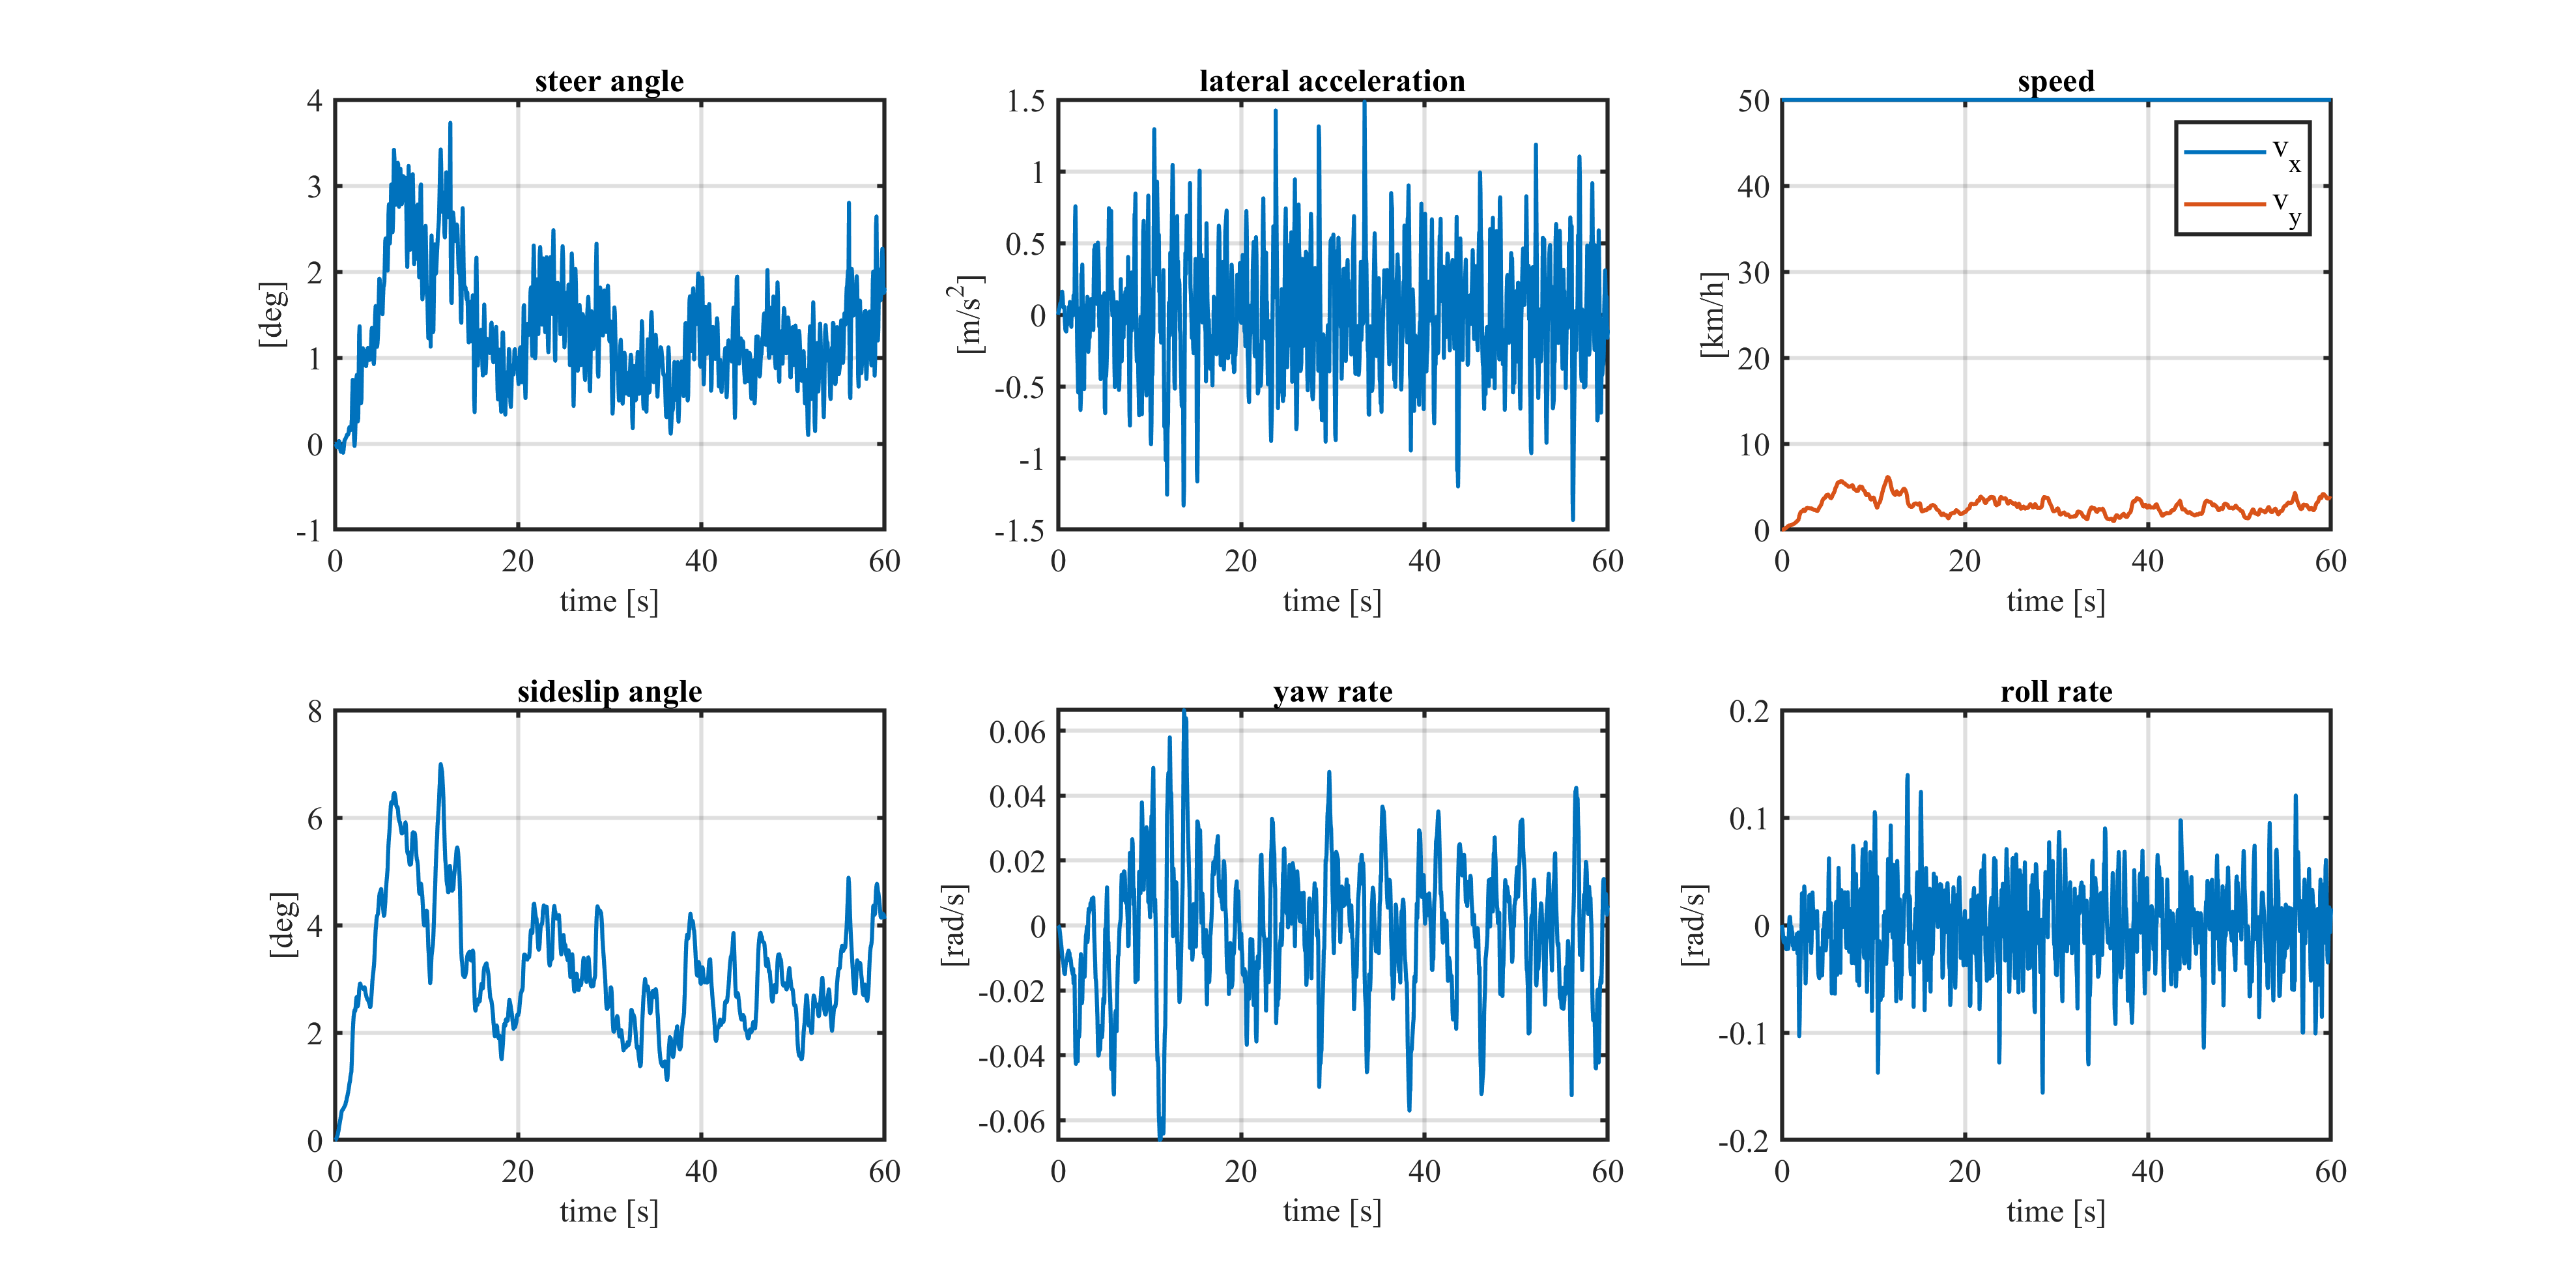 steer angle
4
3
2
1
0
-1
[deg]
0 20 40 60
time [s]
lateral acceleration
1.5
1
0.5
0
-0.5
-1
-1.5
[m/s²]
0 20 40 60
time [s]
speed
50
40
30
20
10
0
[km/h]
v_x
v_y
0 20 40 60
time [s]
sideslip angle
8
6
4
2
0
[deg]
0 20 40 60
time [s]
yaw rate
0.06
0.04
0.02
0
-0.02
-0.04
-0.06
[rad/s]
0 20 40 60
time [s]
roll rate
0.2
0.1
0
-0.1
-0.2
[rad/s]
0 20 40 60
time [s]